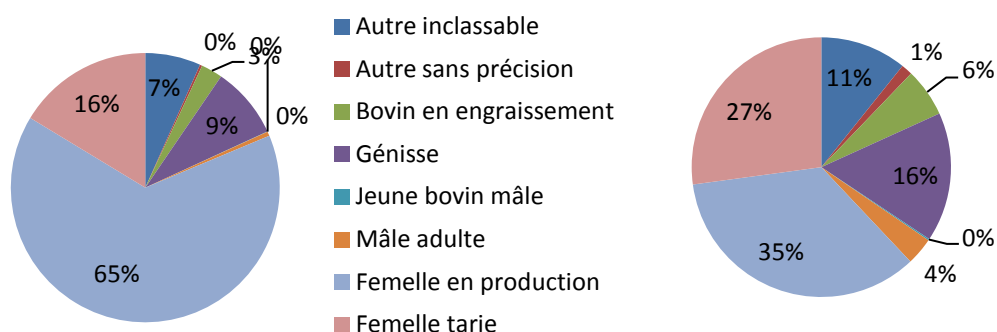 0%
0%
3%
7%
0%
16%
9%
65%
Autre inclassable
Autre sans précision
Bovin en engraissement
Génisse
Jeune bovin mâle
Mâle adulte
Femelle en production
Femelle tarie
1%
6%
11%
27%
16%
0%
35%
4%